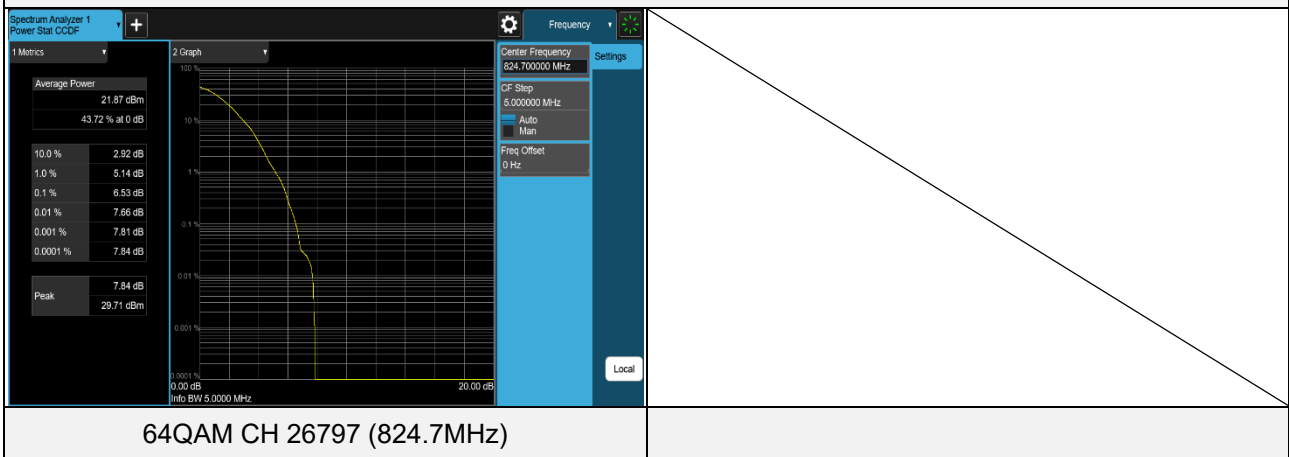 Spectrum Analyzer 1
Power Stat CCDF
+
Frequency
1 Metrics
2 Graph
Center Frequency
824.700000 MHz
Settings
CF Step
5.000000 MHz
Auto
Man
Freq Offset
0 Hz
Average Power
21.87 dBm
43.72 % at 0 dB
10.0 % 2.92 dB
1.0 % 5.14 dB
0.1 % 6.53 dB
0.01 % 7.66 dB
0.001 % 7.81 dB
0.0001 % 7.84 dB
Peak
7.84 dB
29.71 dBm
100 %
10 %
1 %
0.1 %
0.01 %
0.001 %
0.0001 %
0.00 dB
20.00 dB
Info BW 5.0000 MHz
Local
64QAM CH 26797 (824.7MHz)